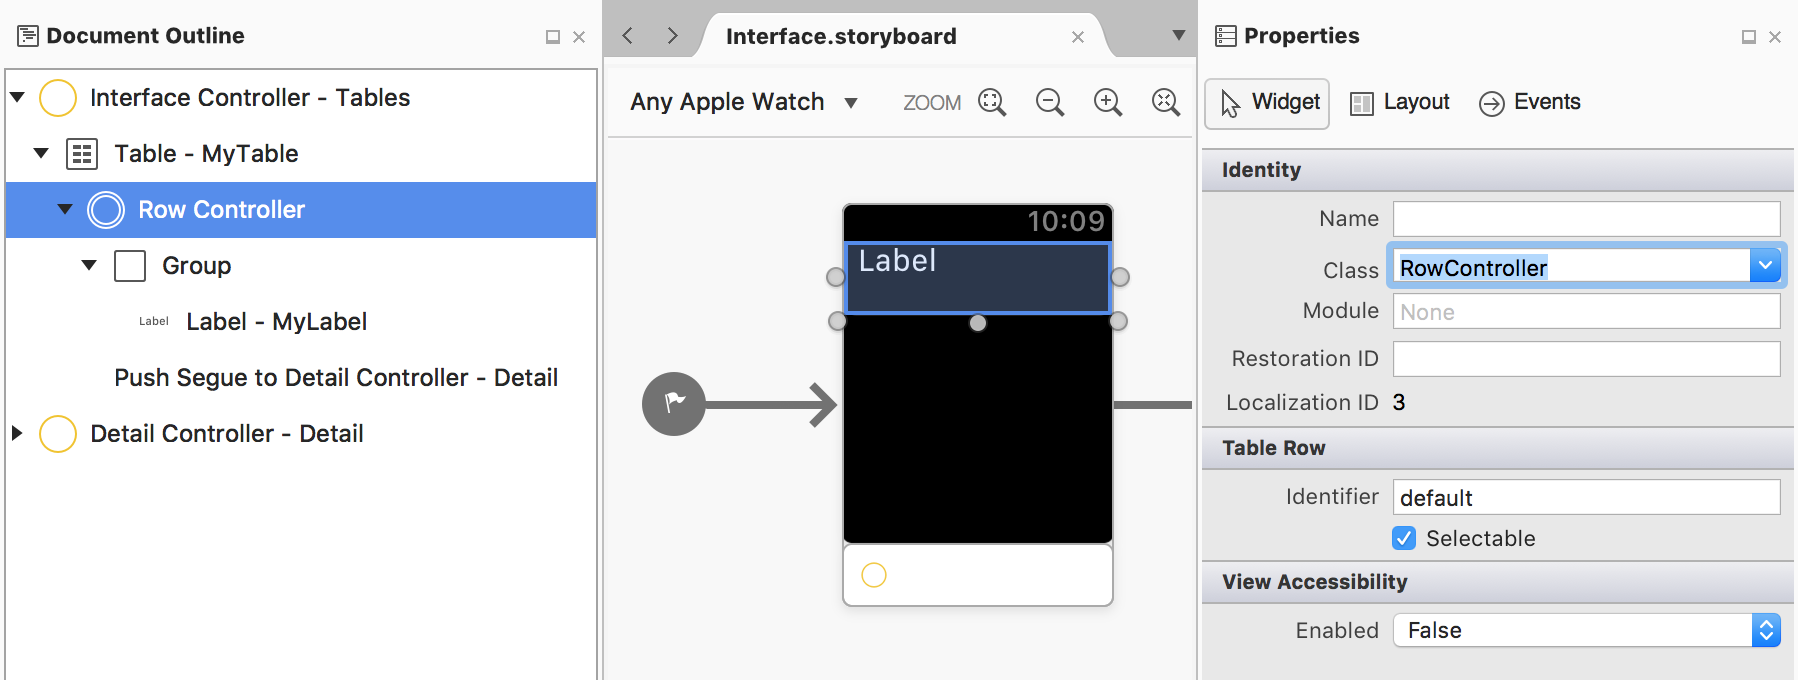 Document Outline
Interface Controller - Tables
Table - MyTable
Row Controller
Group
Label Label - MyLabel
Push Segue to Detail Controller - Detail
Detail Controller - Detail
Interface.storyboard
Any Apple Watch
ZOOM
10:09
Label
Properties
Widget Layout Events
Identity
Name
Class RowController
Module None
Restoration ID
Localization ID 3
Table Row
Identifier default
Selectable
View Accessibility
Enabled False